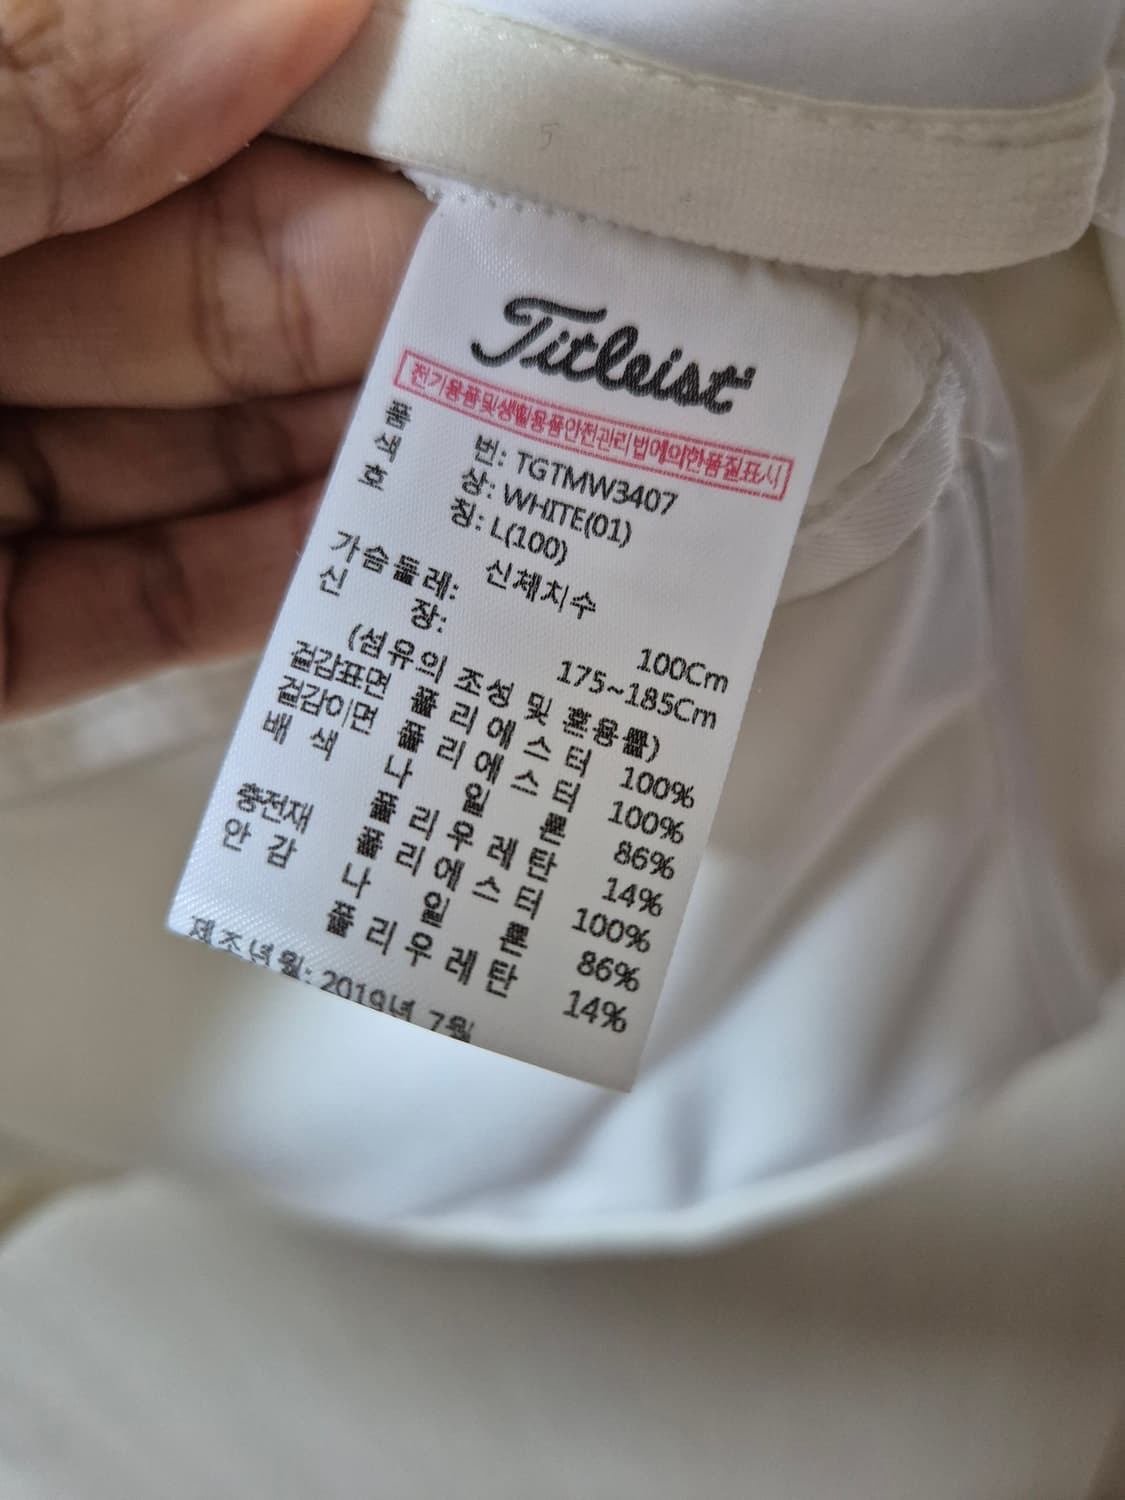 Titleist
전기용품및생활용품안전관리법에의한품질표시
품 번: TGTMW3407
색 상: WHITE(01)
호 칭: L(100)
신체치수
가슴둘레: 100Cm
신 장: 175~185Cm
(섬유의 조성 및 혼용률)
겉감표면 폴리에스터 100%
겉감이면 폴리에스터 100%
배 색 나 일 론 86%
폴리우레탄 14%
충전재 폴리에스터 100%
안 감 나 일 론 86%
폴리우레탄 14%
제조년월: 2019년 7월